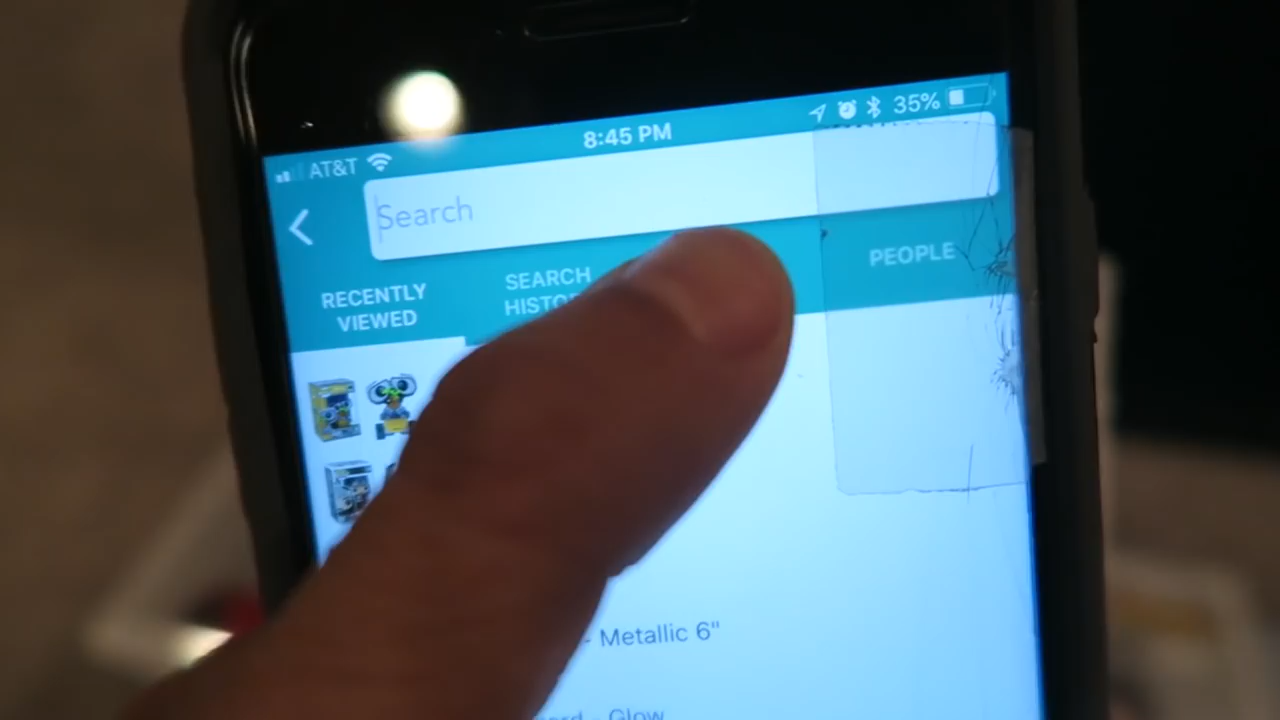 AT&T 8:45 PM 35%
Search
RECENTLY
VIEWED
SEARCH
PEOPLE
- Metallic 6"
- Glow